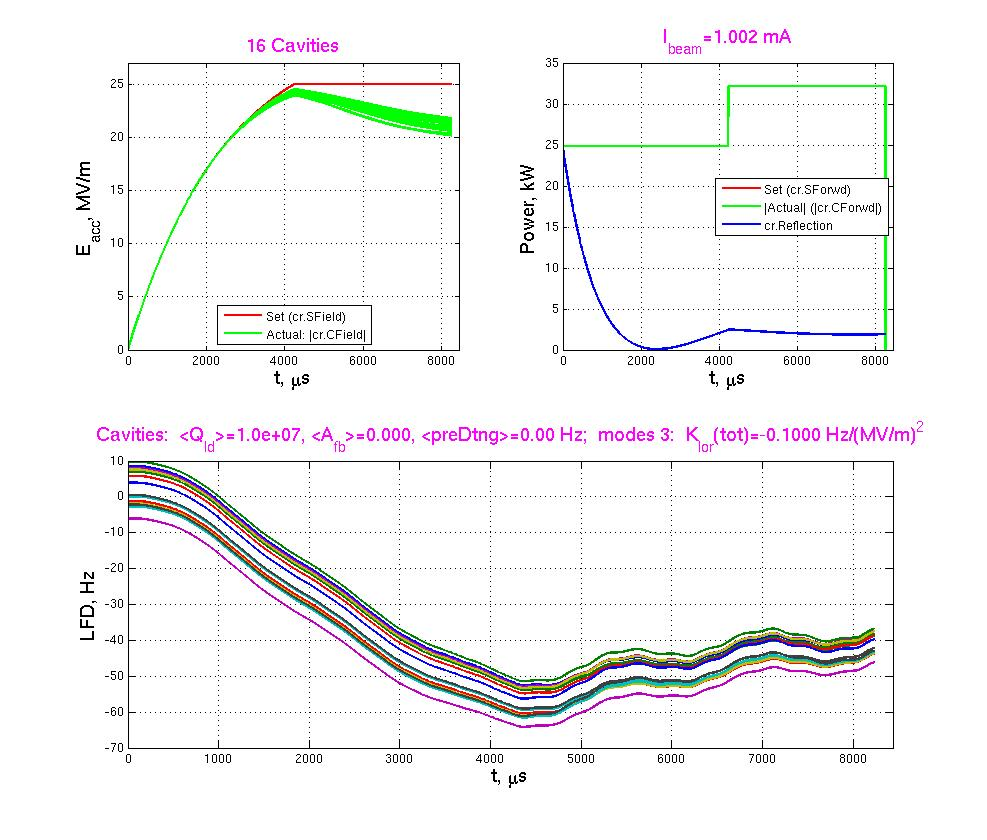 16 Cavities
25
20
15
10
5
0
0 2000 4000 6000 8000
E_acc, MV/m
t, μs
Set (cr.SField)
Actual: |cr.CField|
I_beam=1.002 mA
35
30
25
20
15
10
5
0
0 2000 4000 6000 8000
Power, kW
t, μs
Set (cr.SForwd)
|Actual| (|cr.CForwd|)
cr.Reflection
Cavities: <Q_ld>=1.0e+07, <A_fb>=0.000, <preDtng>=0.00 Hz; modes 3: K_lor(tot)=-0.1000 Hz/(MV/m)^2
10
0
-10
-20
-30
-40
-50
-60
-70
0 1000 2000 3000 4000 5000 6000 7000 8000
LFD, Hz
t, μs